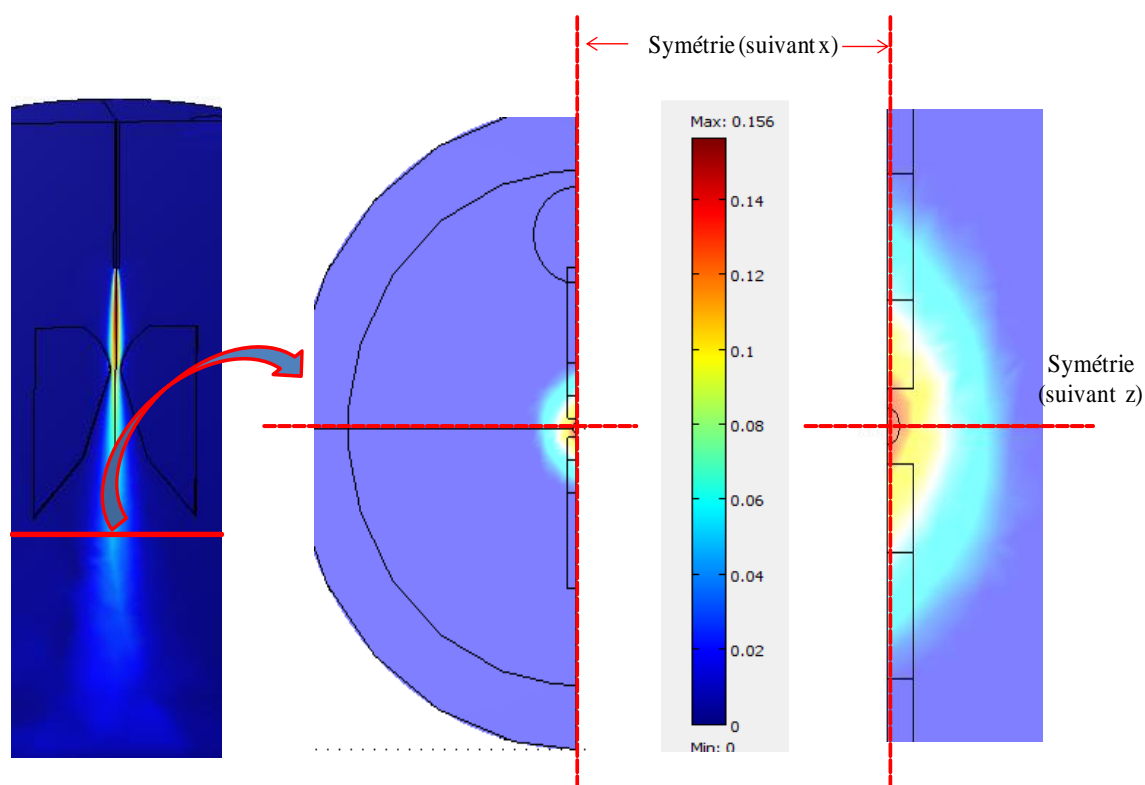 Symétrie (suivant x)
Max: 0.156
0.14
0.12
0.1
0.08
0.06
0.04
0.02
0
Min: 0
Symétrie
(suivant z)